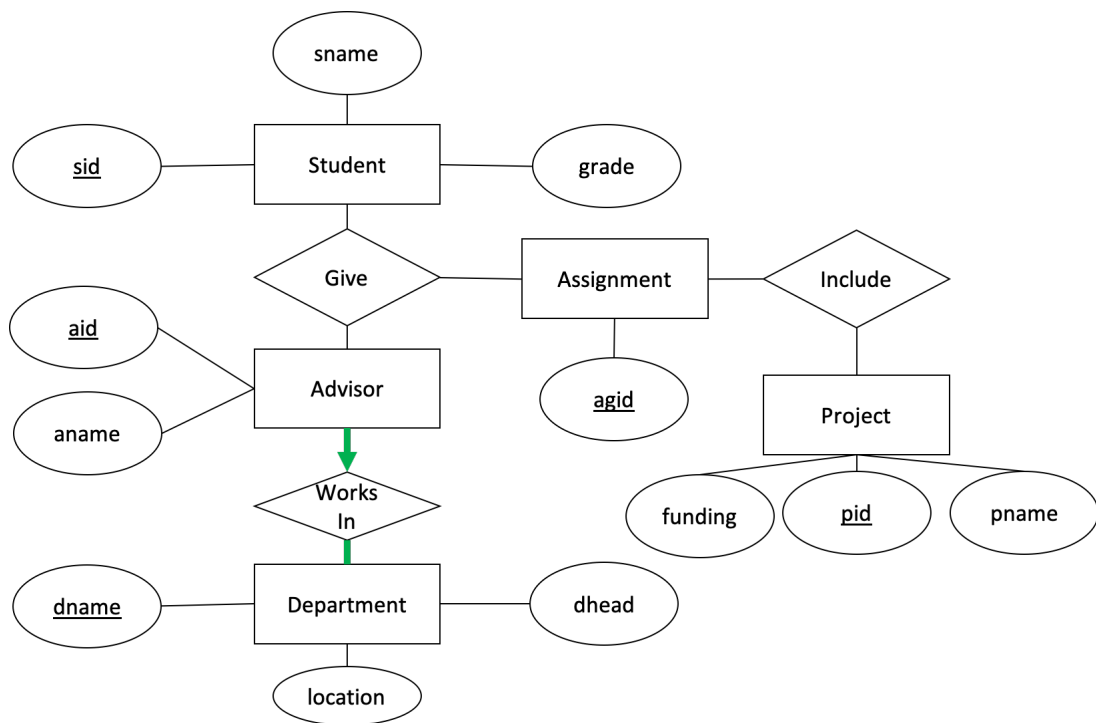 sname
sid
Student
grade
Give
Assignment
Include
aid
Advisor
agid
aname
Project
Works
In
funding
pid
pname
dname
Department
dhead
location